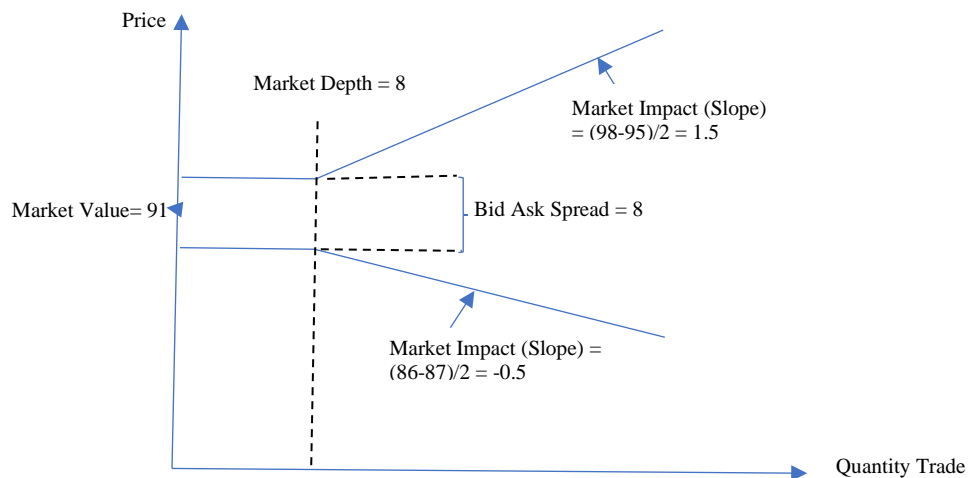 Price
Market Depth = 8
Market Impact (Slope)
= (98-95)/2 = 1.5
Market Value= 91
Bid Ask Spread = 8
Market Impact (Slope) =
(86-87)/2 = -0.5
Quantity Trade